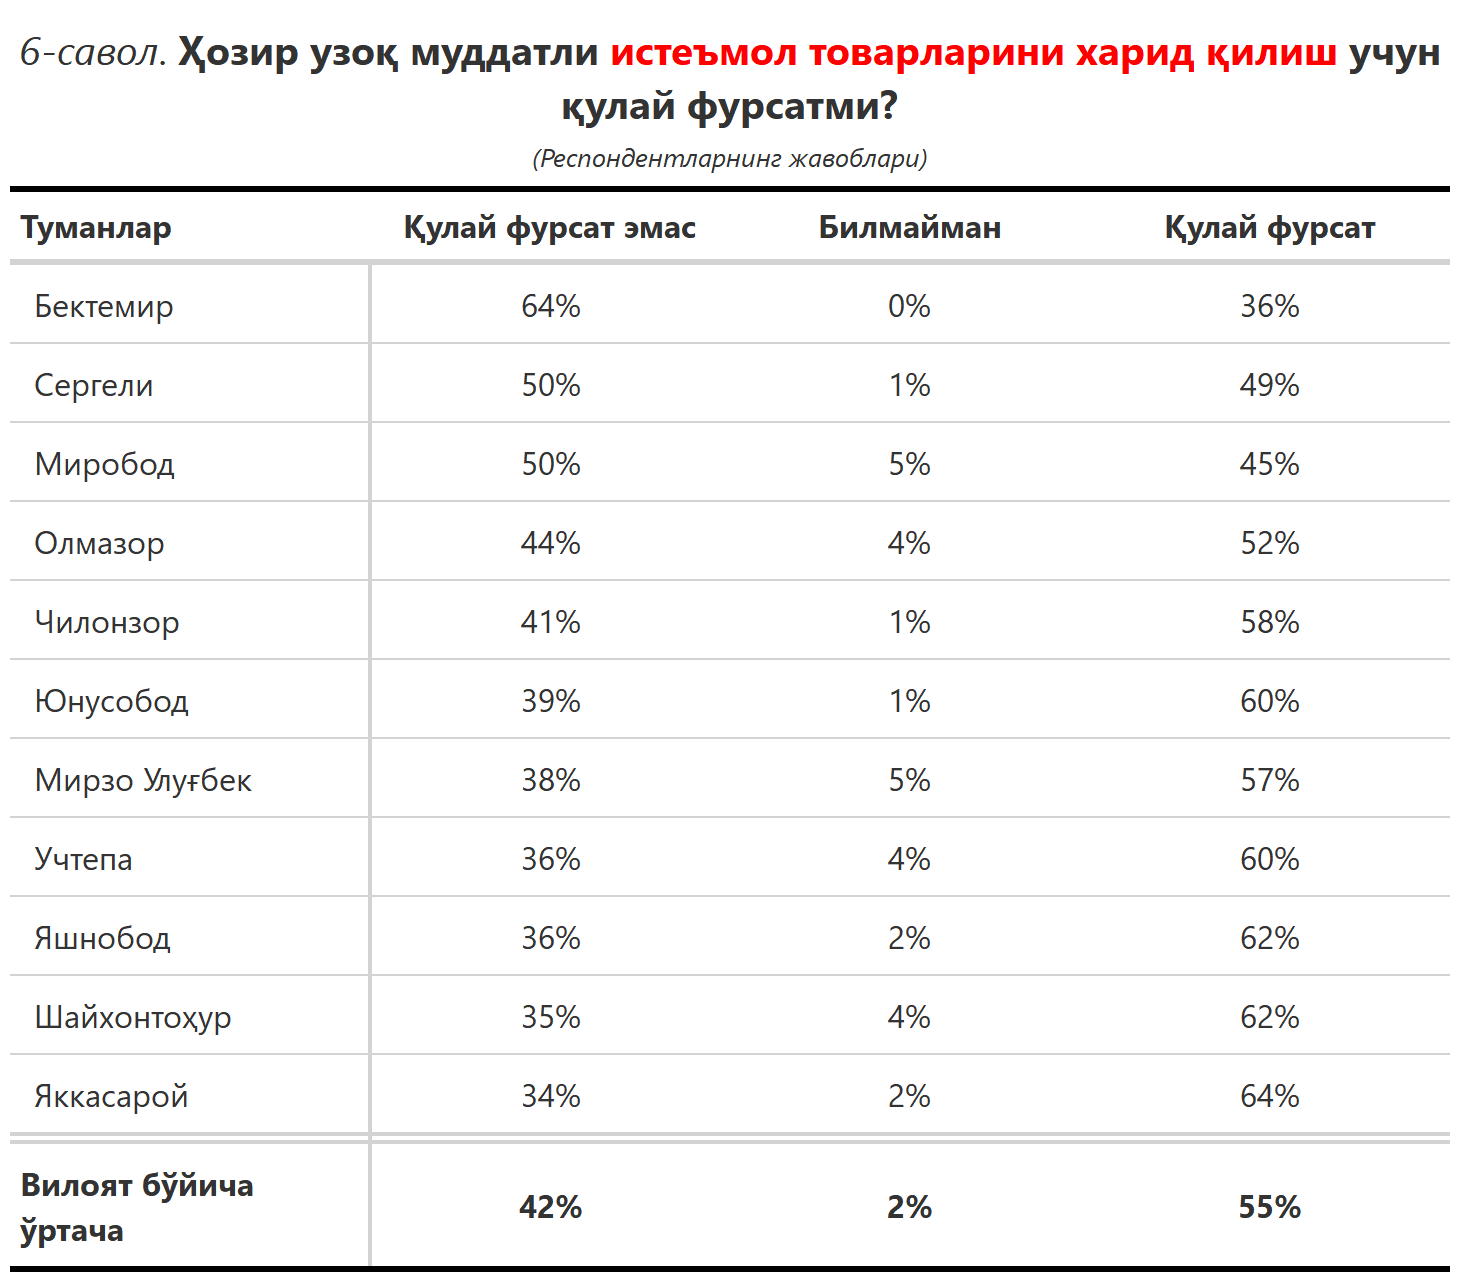 6-савол. Ҳозир узоқ муддатли истеъмол товарларини харид қилиш учун
қулай фурсатми?
(Респондентларнинг жавоблари)
Туманлар Қулай фурсат эмас Билмайман Қулай фурсат
Бектемир 64% 0% 36%
Сергели 50% 1% 49%
Миробод 50% 5% 45%
Олмазор 44% 4% 52%
Чилонзор 41% 1% 58%
Юнусобод 39% 1% 60%
Мирзо Улуғбек 38% 5% 57%
Учтепа 36% 4% 60%
Яшнобод 36% 2% 62%
Шайхонтоҳур 35% 4% 62%
Яккасарой 34% 2% 64%
Вилоят бўйича
ўртача 42% 2% 55%